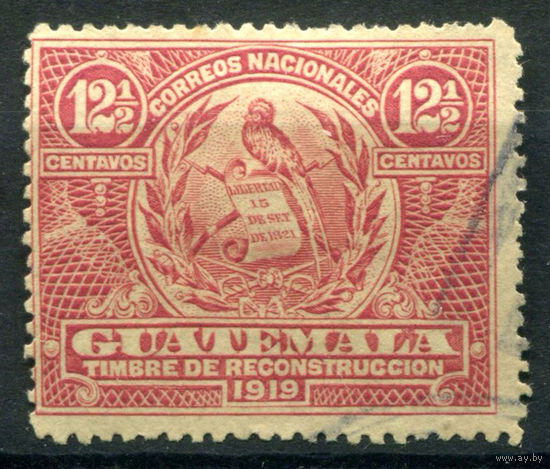 CORREOS NACIONALES
12½ 12½
CENTAVOS CENTAVOS
LIBERTAD
15
DE SET
DE 1821
GUATEMALA
TIMBRE DE RECONSTRUCCION
1919
www.ay.by